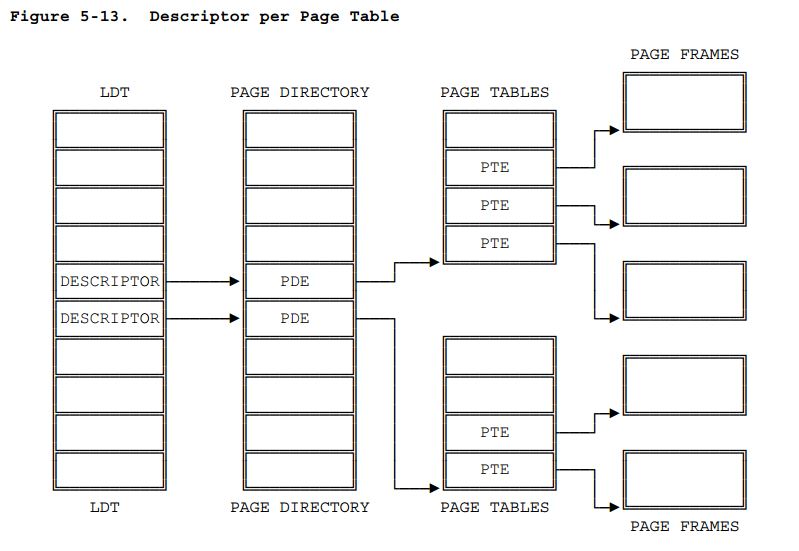 Figure 5-13.  Descriptor per Page Table
PAGE FRAMES
LDT PAGE DIRECTORY PAGE TABLES
PTE
PTE
PTE
DESCRIPTOR PDE
DESCRIPTOR PDE
PTE
PTE
LDT PAGE DIRECTORY PAGE TABLES
PAGE FRAMES